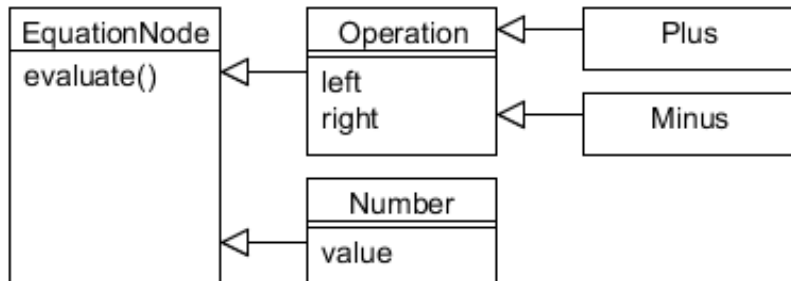 EquationNode
evaluate()
Operation
left
right
Plus
Minus
Number
value